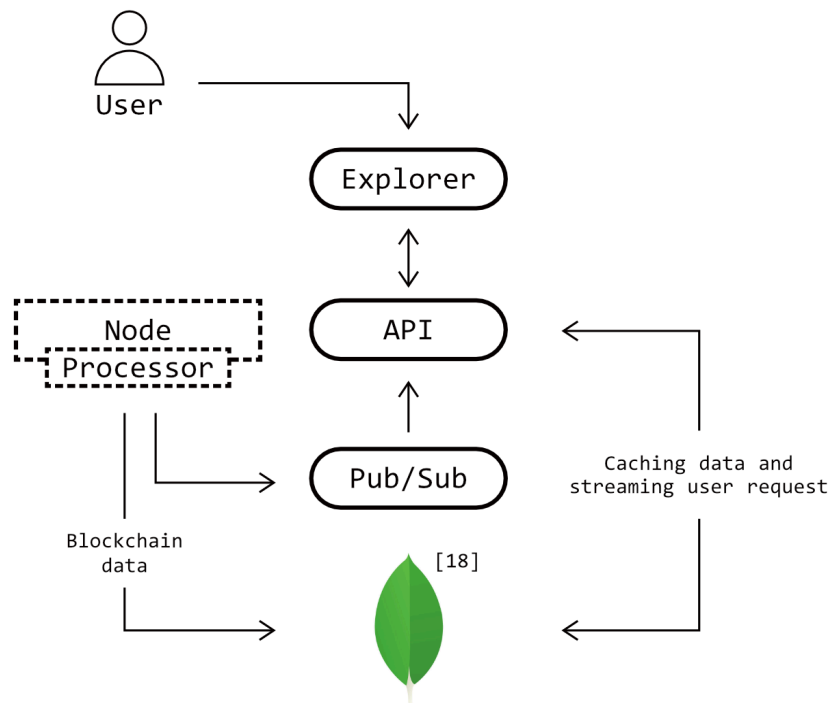 User
Explorer
Node
Processor
API
Pub/Sub
Caching data and
streaming user request
Blockchain
data
[18]